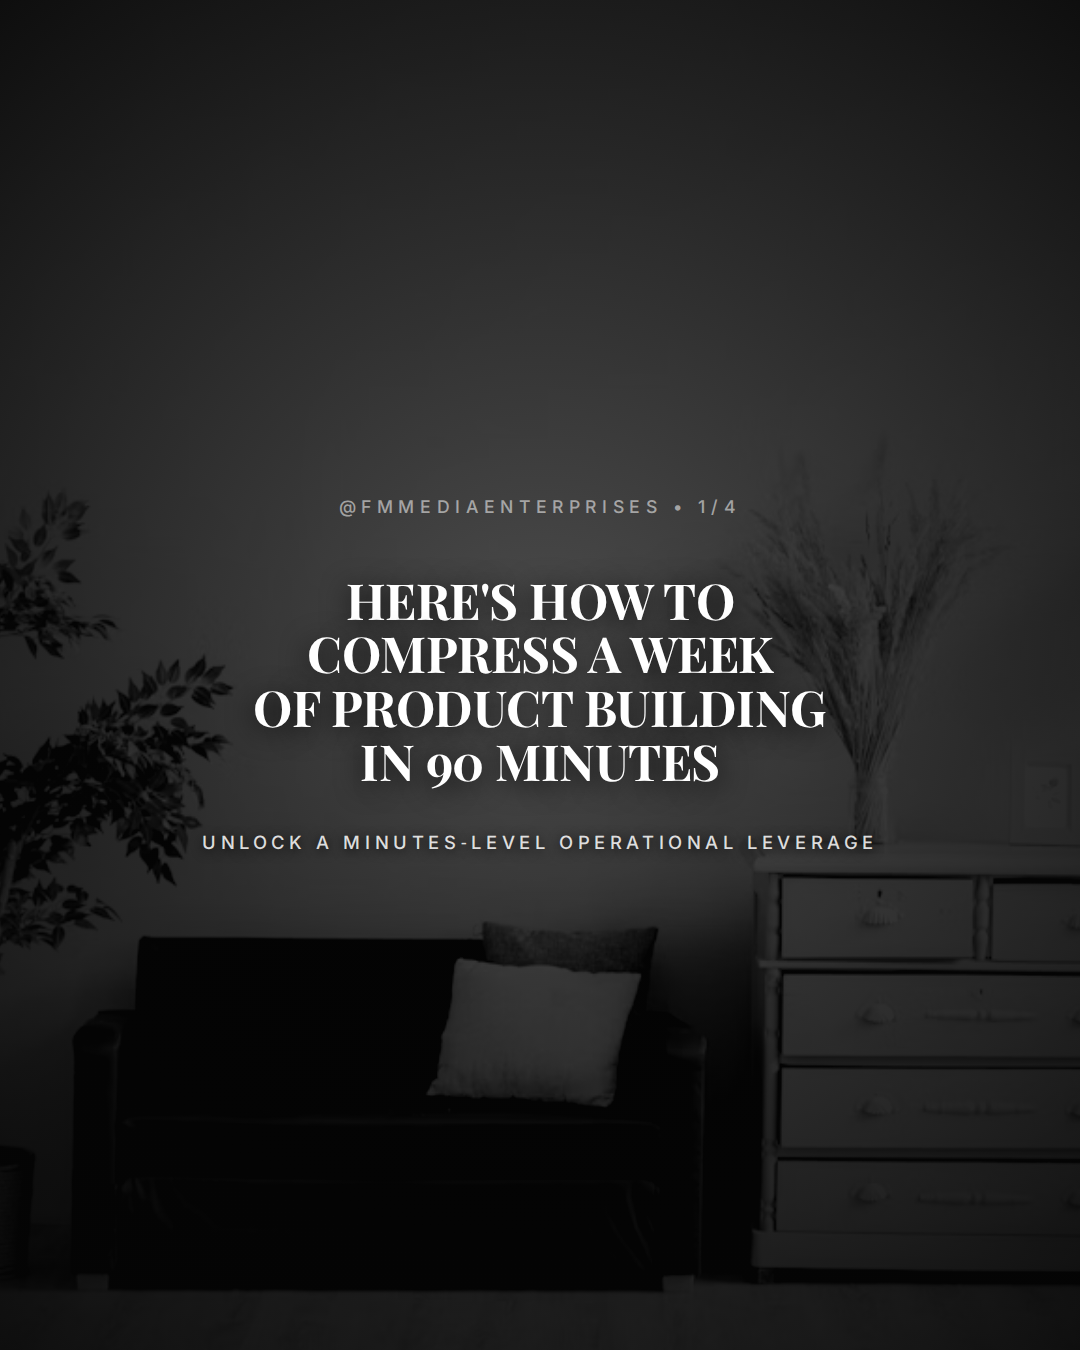 @FMMEDIAENTERPRISES • 1/4
HERE'S HOW TO
COMPRESS A WEEK
OF PRODUCT BUILDING
IN 90 MINUTES
UNLOCK A MINUTES-LEVEL OPERATIONAL LEVERAGE